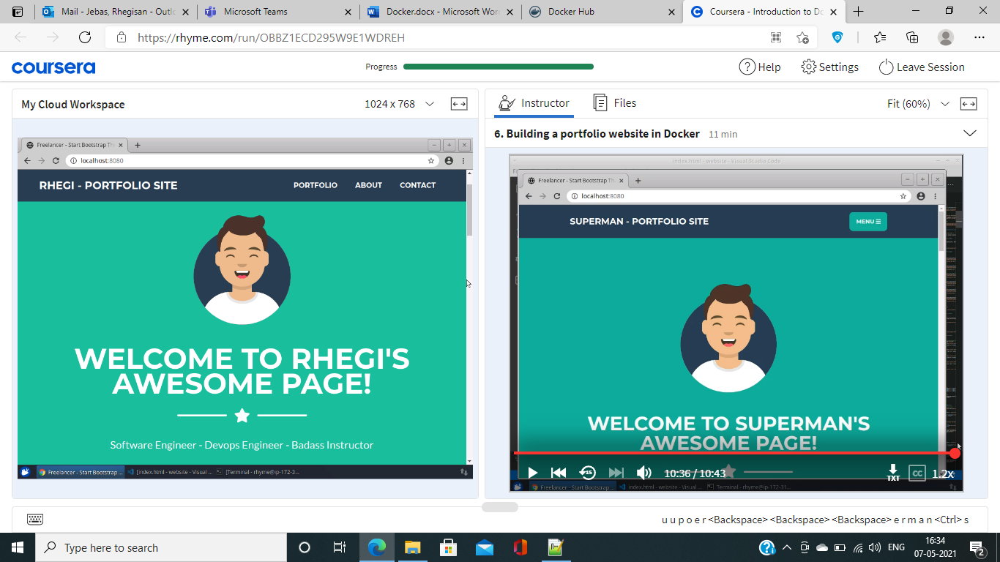 Mail - Jebas, Rhegisan - Outlo
Microsoft Teams
Docker.docx - Microsoft Word
Docker Hub
Coursera - Introduction to Do
https://rhyme.com/run/OBBZ1ECD295W9E1WDREH
coursera
Progress
Help
Settings
Leave Session
My Cloud Workspace
1024 x 768
Instructor
Files
Fit (60%)
6. Building a portfolio website in Docker 11 min
Freelancer - Start Bootstrap Th
localhost:8080
RHEGI - PORTFOLIO SITE
PORTFOLIO
ABOUT
CONTACT
WELCOME TO RHEGI'S
AWESOME PAGE!
Software Engineer - Devops Engineer - Badass Instructor
Freelancer - Start Bootstrap ...
[index.html - website - Visual ...
[Terminal - rhyme@ip-172-3...
index.html - website - Visual Studio Code
Freelancer - Start Bootstrap Th
localhost:8080
SUPERMAN - PORTFOLIO SITE
MENU
WELCOME TO SUPERMAN'S
AWESOME PAGE!
15
10:36 / 10:43
TXT
CC
1.2x
Freelancer - Start Bootstrap ...
index.html - website - Visual ...
Terminal - rhyme@ip-172-31...
u u p o e r <Backspace> <Backspace> <Backspace> e r m a n <Ctrl> s
Type here to search
ENG
16:34
07-05-2021
2